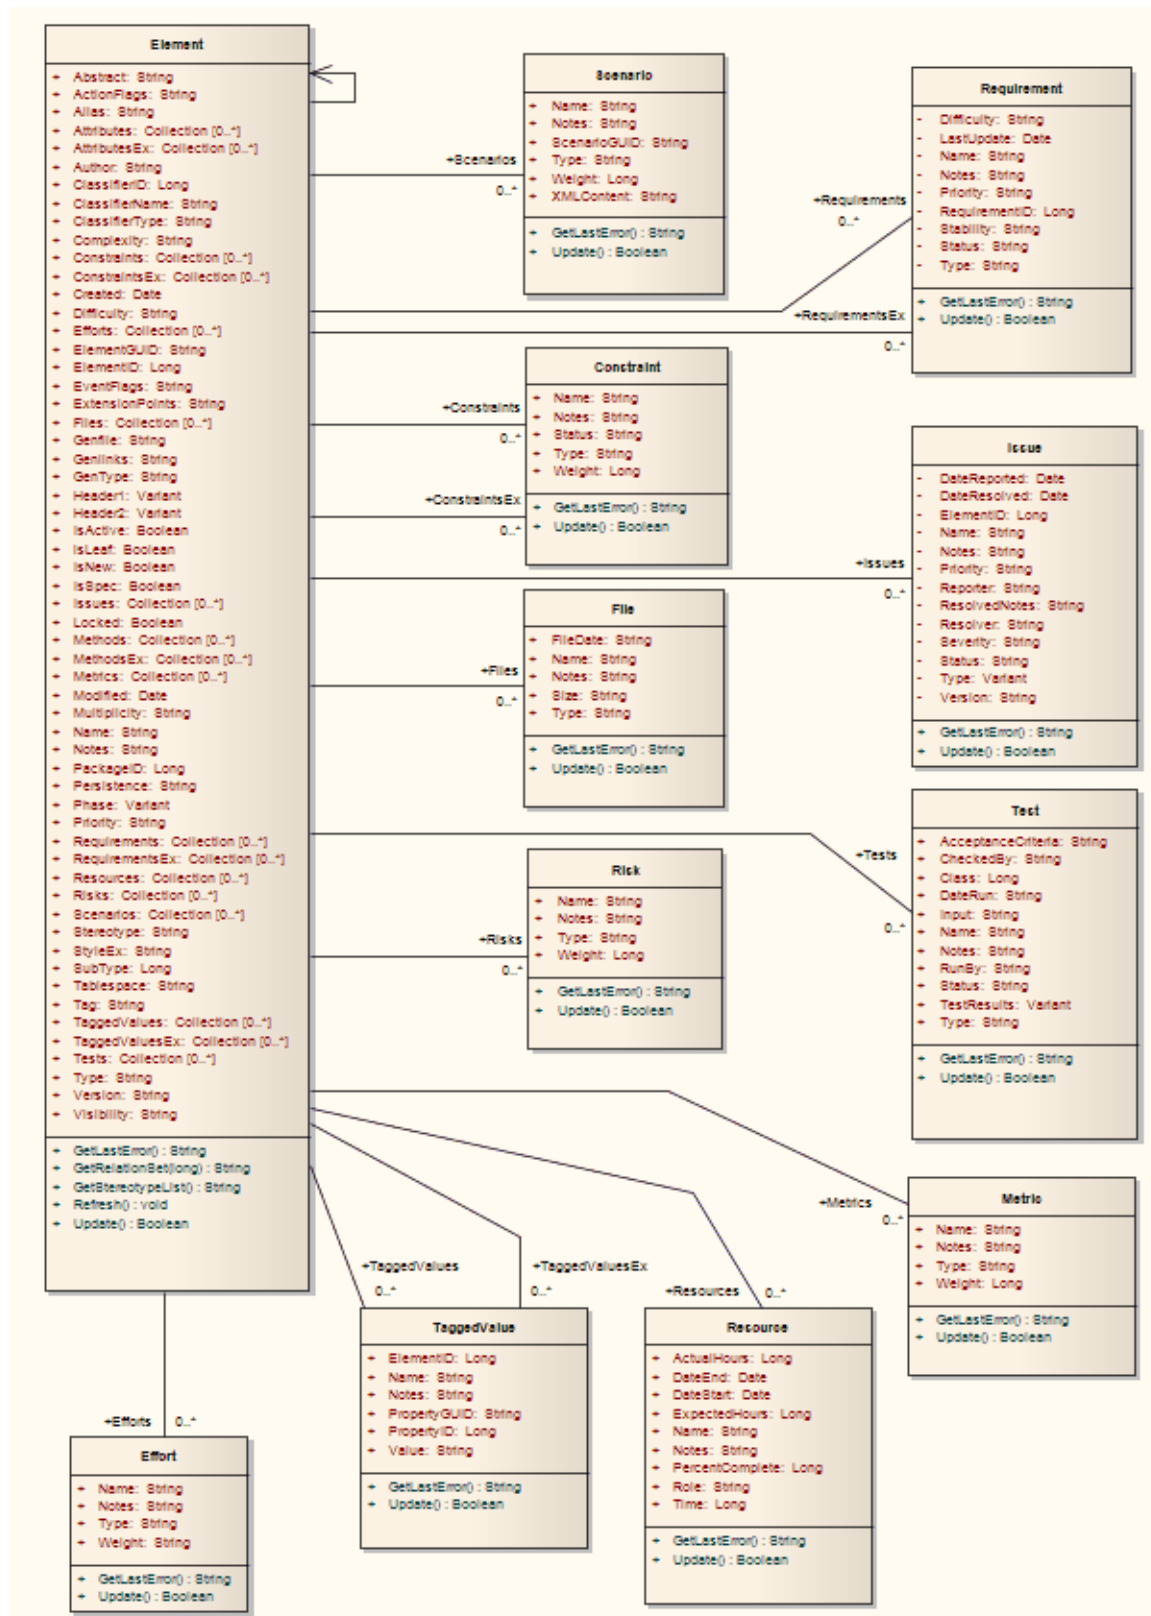 Element
+ Abstract: String
+ ActionFlags: String
+ Alias: String
+ Attributes: Collection [0..*]
+ AttributesEx: Collection [0..*]
+ Author: String
+ ClassifierID: Long
+ ClassifierName: String
+ ClassifierType: String
+ Complexity: String
+ Constraints: Collection [0..*]
+ ConstraintsEx: Collection [0..*]
+ Created: Date
+ Difficulty: String
+ Efforts: Collection [0..*]
+ ElementGUID: String
+ ElementID: Long
+ EventFlags: String
+ ExtensionPoints: String
+ Files: Collection [0..*]
+ Genfile: String
+ Genlinks: String
+ GenType: String
+ Header1: Variant
+ Header2: Variant
+ IsActive: Boolean
+ IsLeaf: Boolean
+ IsNew: Boolean
+ IsSpec: Boolean
+ Issues: Collection [0..*]
+ Locked: Boolean
+ Methods: Collection [0..*]
+ MethodsEx: Collection [0..*]
+ Metrics: Collection [0..*]
+ Modified: Date
+ Multiplicity: String
+ Name: String
+ Notes: String
+ PackageID: Long
+ Persistence: String
+ Phase: Variant
+ Priority: String
+ Requirements: Collection [0..*]
+ RequirementsEx: Collection [0..*]
+ Resources: Collection [0..*]
+ Risks: Collection [0..*]
+ Scenarios: Collection [0..*]
+ Stereotype: String
+ StyleEx: String
+ SubType: Long
+ Tablespace: String
+ Tag: String
+ TaggedValues: Collection [0..*]
+ TaggedValuesEx: Collection [0..*]
+ Tests: Collection [0..*]
+ Type: String
+ Version: String
+ Visibility: String
+ GetLastError() : String
+ GetRelationSet(long) : String
+ GetStereotypeList() : String
+ Refresh() : void
+ Update() : Boolean
+Scenarios
0..*
Scenario
+ Name: String
+ Notes: String
+ ScenarioGUID: String
+ Type: String
+ Weight: Long
+ XMLContent: String
+ GetLastError() : String
+ Update() : Boolean
+Requirements
0..*
+RequirementsEx
0..*
Requirement
- Difficulty: String
- LastUpdate: Date
- Name: String
- Notes: String
- Priority: String
- RequirementID: Long
- Stability: String
- Status: String
- Type: String
+ GetLastError() : String
+ Update() : Boolean
+Constraints
0..*
+ConstraintsEx
0..*
Constraint
+ Name: String
+ Notes: String
+ Status: String
+ Type: String
+ Weight: Long
+ GetLastError() : String
+ Update() : Boolean
+Issues
0..*
Issue
- DateReported: Date
- DateResolved: Date
- ElementID: Long
- Name: String
- Notes: String
- Priority: String
- Reporter: String
- ResolvedNotes: String
- Resolver: String
- Severity: String
- Status: String
- Type: Variant
- Version: String
+ GetLastError() : String
+ Update() : Boolean
+Files
0..*
File
+ FileDate: String
+ Name: String
+ Notes: String
+ Size: String
+ Type: String
+ GetLastError() : String
+ Update() : Boolean
+Tests
0..*
Test
+ AcceptanceCriteria: String
+ CheckedBy: String
+ Class: Long
+ DateRun: String
+ Input: String
+ Name: String
+ Notes: String
+ RunBy: String
+ Status: String
+ TestResults: Variant
+ Type: String
+ GetLastError() : String
+ Update() : Boolean
+Risks
0..*
Risk
+ Name: String
+ Notes: String
+ Type: String
+ Weight: Long
+ GetLastError() : String
+ Update() : Boolean
+Metrics
0..*
Metric
+ Name: String
+ Notes: String
+ Type: String
+ Weight: Long
+ GetLastError() : String
+ Update() : Boolean
+TaggedValues
0..*
+TaggedValuesEx
0..*
TaggedValue
+ ElementID: Long
+ Name: String
+ Notes: String
+ PropertyGUID: String
+ PropertyID: Long
+ Value: String
+ GetLastError() : String
+ Update() : Boolean
+Resources
0..*
Resource
+ ActualHours: Long
+ DateEnd: Date
+ DateStart: Date
+ ExpectedHours: Long
+ Name: String
+ Notes: String
+ PercentComplete: Long
+ Role: String
+ Time: Long
+ GetLastError() : String
+ Update() : Boolean
+Efforts
0..*
Effort
+ Name: String
+ Notes: String
+ Type: String
+ Weight: String
+ GetLastError() : String
+ Update() : Boolean